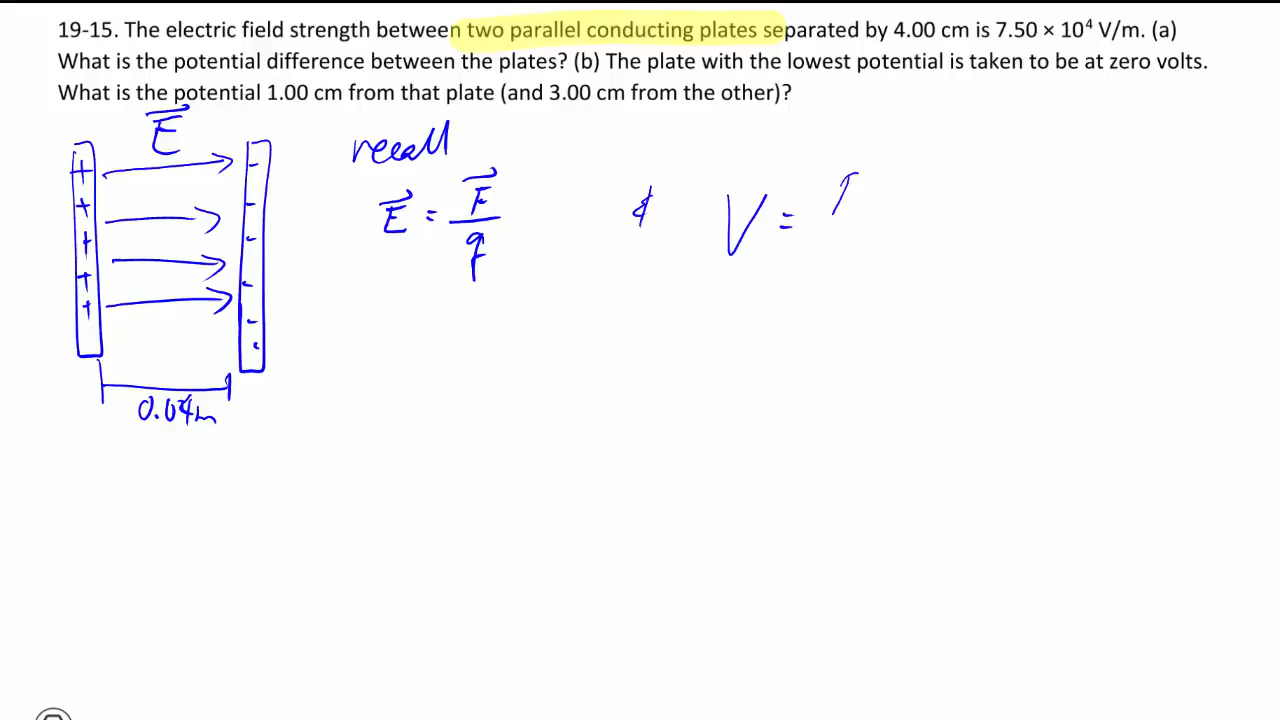 19-15. The electric field strength between two parallel conducting plates separated by 4.00 cm is 7.50 × 10⁴ V/m. (a)
What is the potential difference between the plates? (b) The plate with the lowest potential is taken to be at zero volts.
What is the potential 1.00 cm from that plate (and 3.00 cm from the other)?
E⃗
recall
E⃗ = F⃗ / q & V =
+ -
+ -
+ -
+ -
+ -
-
0.04m